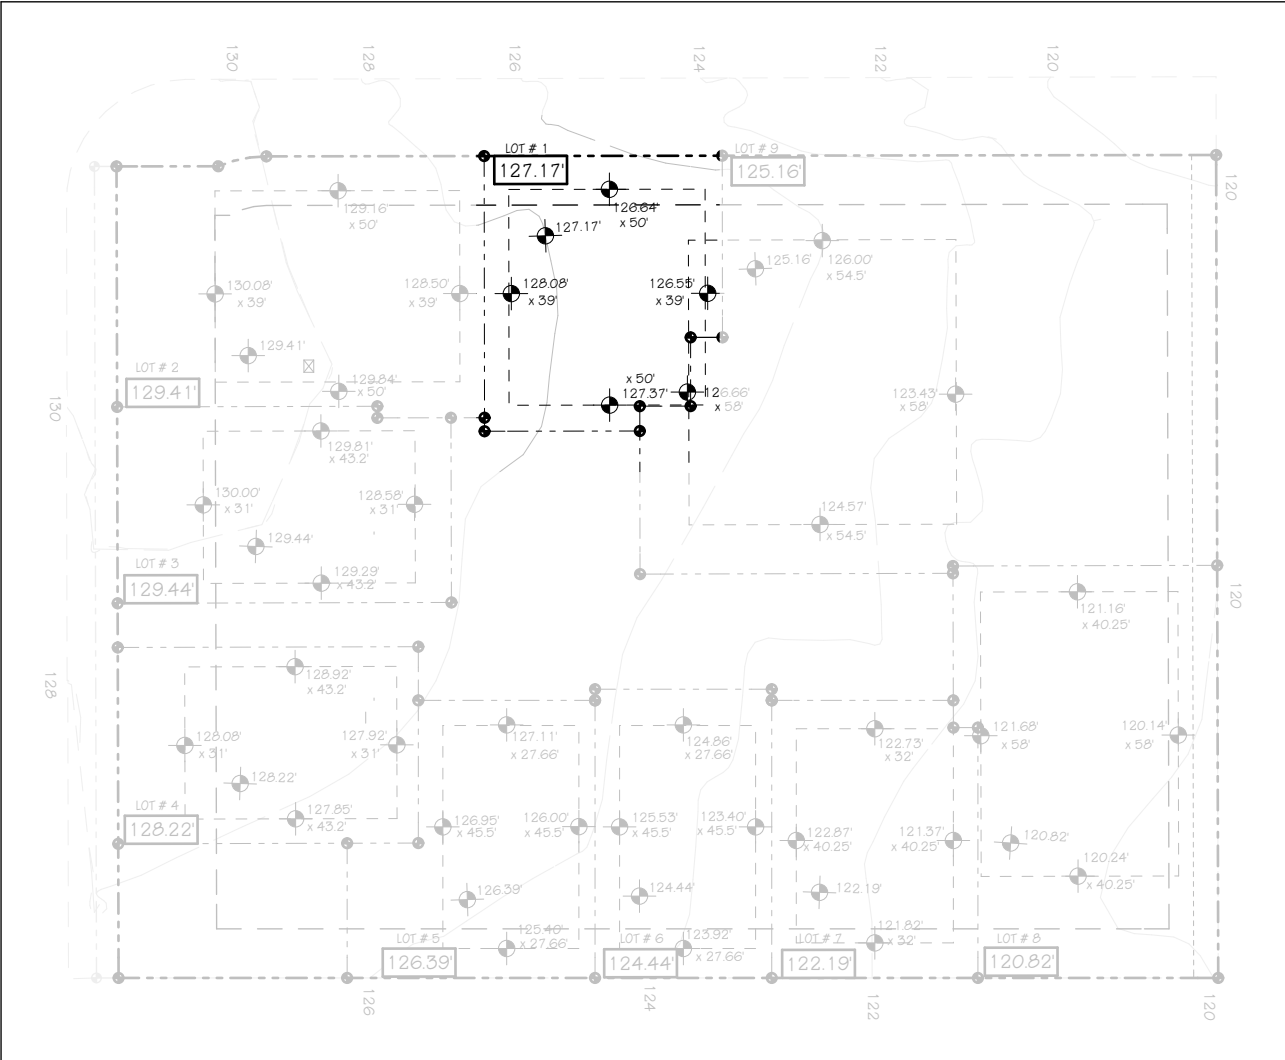 130
128
126
124
122
120
LOT # 1
127.17'
LOT # 9
125.16'
120
129.16
x 50'
126.64'
x 50'
127.17'
125.16'
126.00'
x 54.5'
130.08'
x 39'
128.50'
x 39'
128.08'
x 39'
126.55'
x 39'
129.41'
LOT # 2
129.41'
129.84'
x 50'
x 50'
127.37'
126.66'
x 58'
123.43'
x 58'
130
129.81'
x 43.2'
130.00'
x 31'
128.58'
x 31'
124.57'
x 54.5'
129.44'
LOT # 3
129.44'
129.29'
x 43.2'
121.16'
x 40.25'
120
128
128.92'
x 43.2'
128.08'
x 31'
127.92'
x 31'
127.11'
x 27.66'
124.86'
x 27.66'
122.73'
x 32'
121.68'
x 58'
120.14'
x 58'
128.22'
LOT # 4
128.22'
127.85'
x 43.2'
126.95'
x 45.5'
126.00'
x 45.5'
125.53'
x 45.5'
123.40'
x 45.5'
122.87'
x 40.25'
121.37'
x 40.25'
120.82'
120.24'
x 40.25'
126.39'
124.44'
122.19'
125.40'
x 27.66'
123.92'
x 27.66'
121.82'
x 32'
LOT # 5
126.39'
LOT # 6
124.44'
LOT # 7
122.19'
LOT # 8
120.82'
126
124
122
120